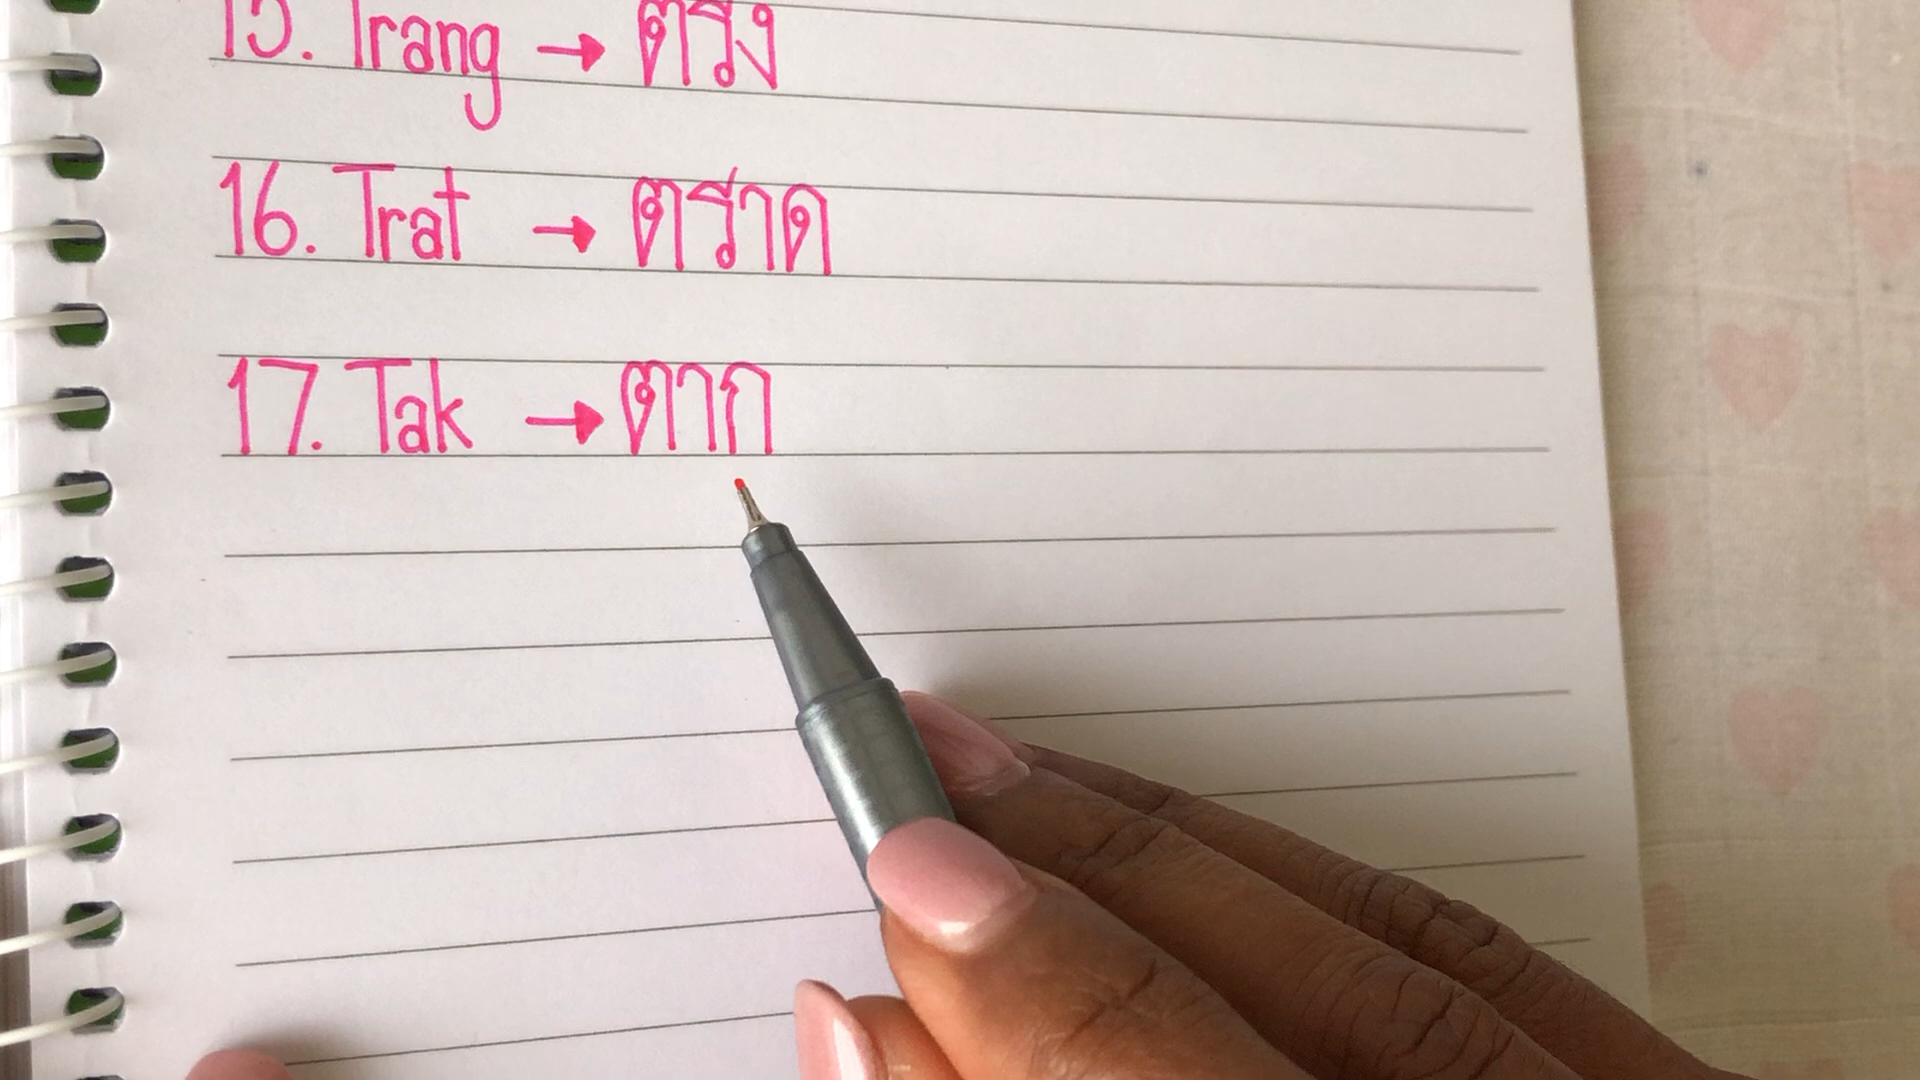 15. Trang → ตรัง
16. Trat → ตราด
17. Tak → ตาก